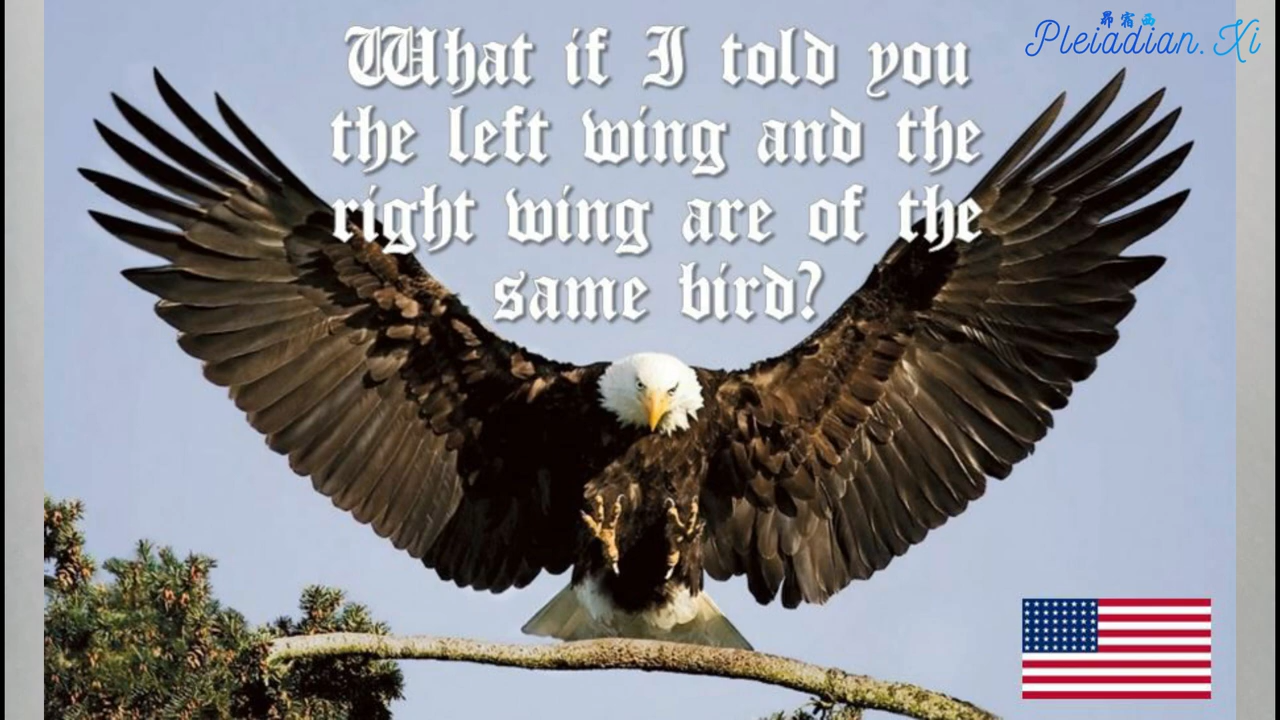 昴宿西
Pleiadian.Xi
What if I told you
the left wing and the
right wing are of the
same bird?